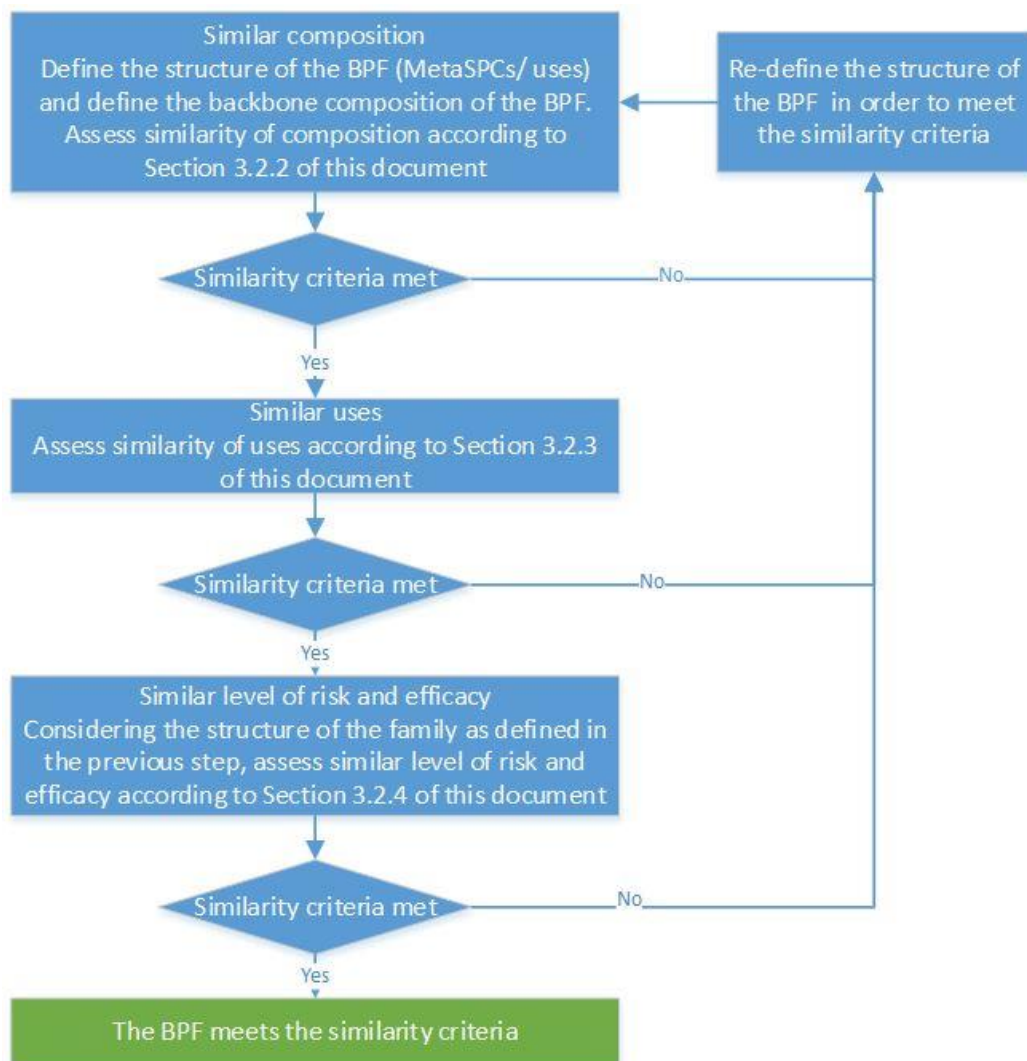 Similar composition
Define the structure of the BPF (MetaSPCs/ uses)
and define the backbone composition of the BPF.
Assess similarity of composition according to
Section 3.2.2 of this document
Re-define the structure of
the BPF in order to meet
the similarity criteria
Similarity criteria met
No
Yes
Similar uses
Assess similarity of uses according to Section 3.2.3
of this document
Similarity criteria met
No
Yes
Similar level of risk and efficacy
Considering the structure of the family as defined in
the previous step, assess similar level of risk and
efficacy according to Section 3.2.4 of this document
Similarity criteria met
No
Yes
The BPF meets the similarity criteria